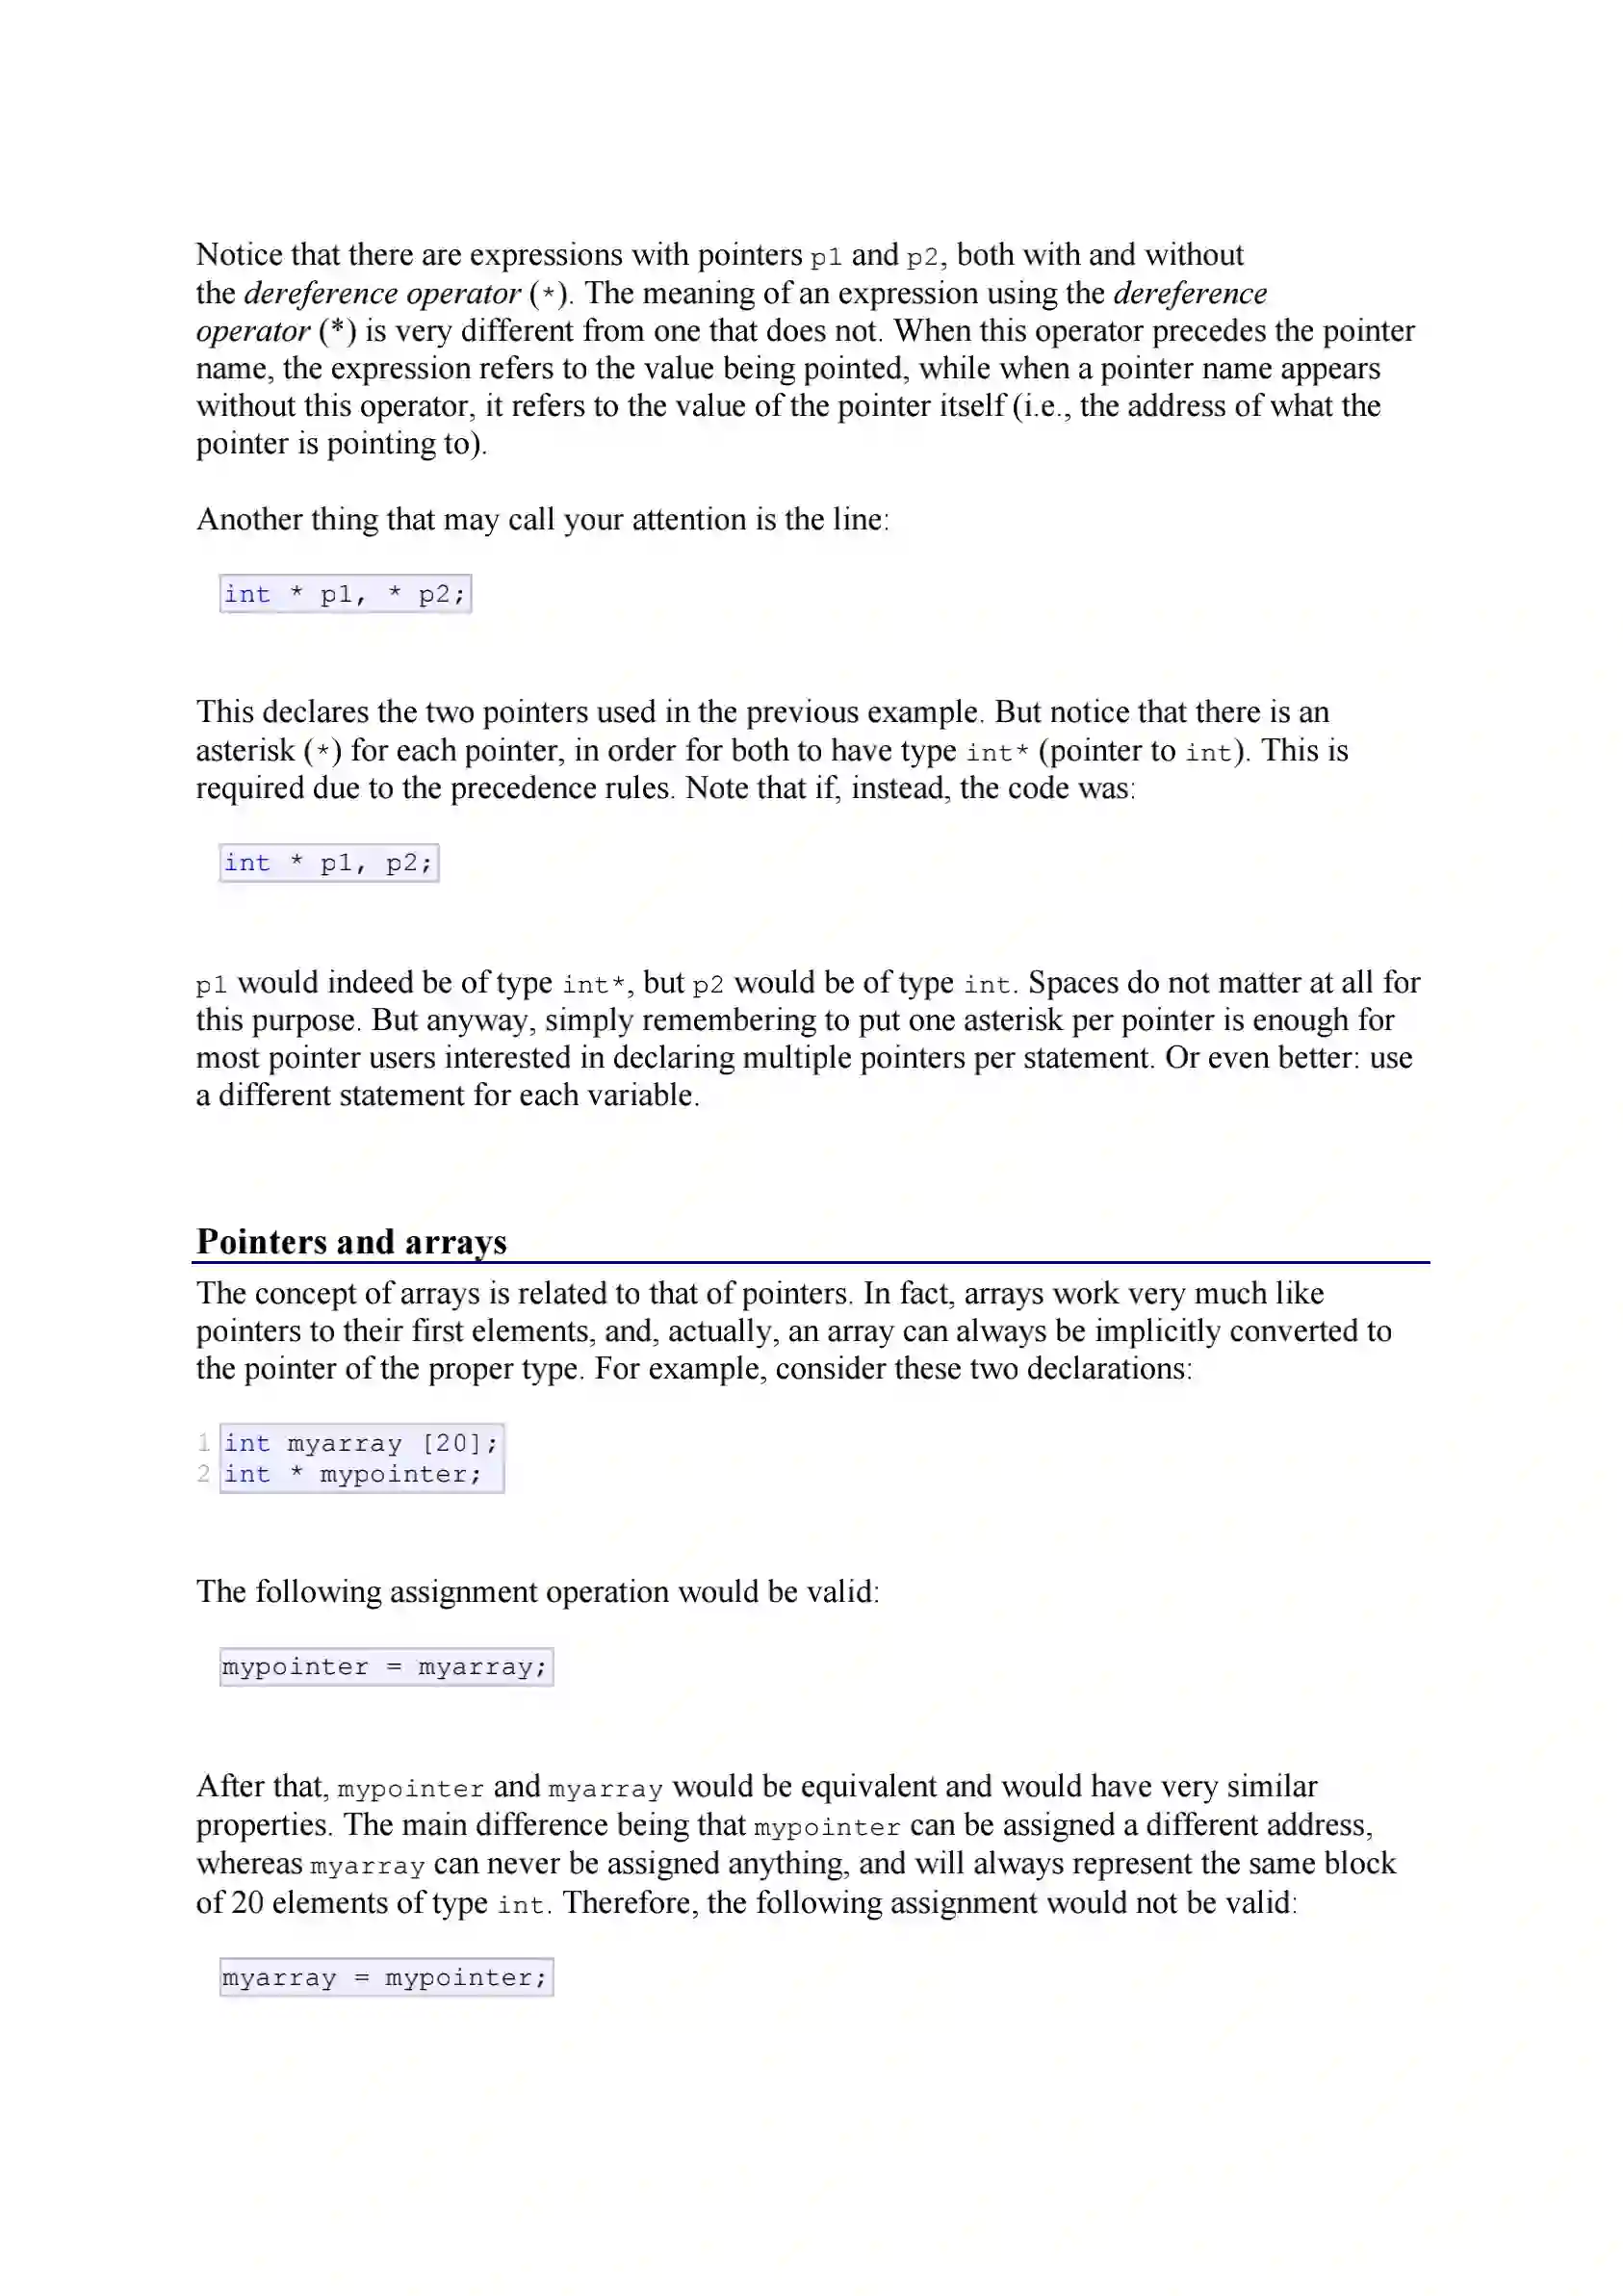 Notice that there are expressions with pointers p1 and p2, both with and without
the dereference operator (*). The meaning of an expression using the dereference
operator (*) is very different from one that does not. When this operator precedes the pointer
name, the expression refers to the value being pointed, while when a pointer name appears
without this operator, it refers to the value of the pointer itself (i.e., the address of what the
pointer is pointing to).
Another thing that may call your attention is the line:
int * p1, * p2;
This declares the two pointers used in the previous example. But notice that there is an
asterisk (*) for each pointer, in order for both to have type int* (pointer to int). This is
required due to the precedence rules. Note that if, instead, the code was:
int * p1, p2;
p1 would indeed be of type int*, but p2 would be of type int. Spaces do not matter at all for
this purpose. But anyway, simply remembering to put one asterisk per pointer is enough for
most pointer users interested in declaring multiple pointers per statement. Or even better: use
a different statement for each variable.
Pointers and arrays
The concept of arrays is related to that of pointers. In fact, arrays work very much like
pointers to their first elements, and, actually, an array can always be implicitly converted to
the pointer of the proper type. For example, consider these two declarations:
1 int myarray [20];
2 int * mypointer;
The following assignment operation would be valid:
mypointer = myarray;
After that, mypointer and myarray would be equivalent and would have very similar
properties. The main difference being that mypointer can be assigned a different address,
whereas myarray can never be assigned anything, and will always represent the same block
of 20 elements of type int. Therefore, the following assignment would not be valid:
myarray = mypointer;